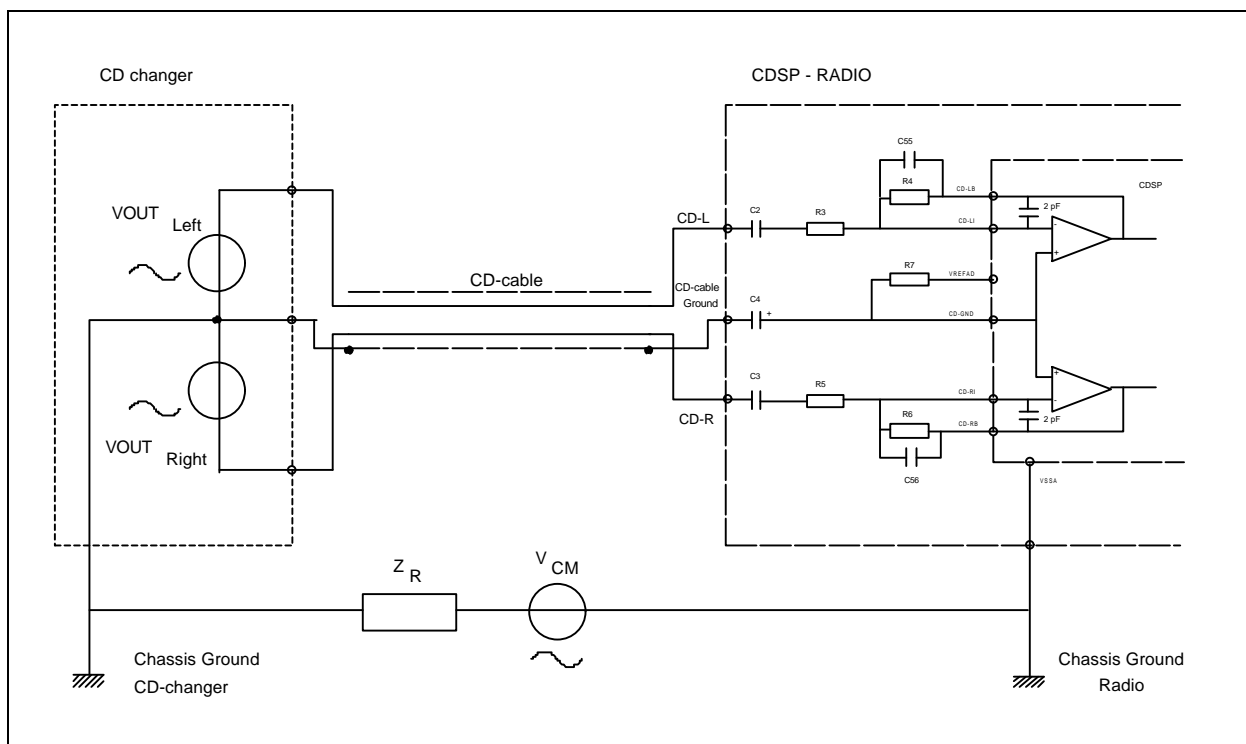 CD changer
CDSP - RADIO
C55
R4
CD-LB
CDSP
VOUT
Left
2 pF
CD-L
C2
R3
CD-LI
-
+
CD-cable
CD-cable
Ground
R7
VREFAD
C4
+
CD-GND
C3
R5
CD-RI
+
-
VOUT
Right
CD-R
R6
CD-RB
2 pF
C56
VSSA
Z R
V CM
Chassis Ground
CD-changer
Chassis Ground
Radio